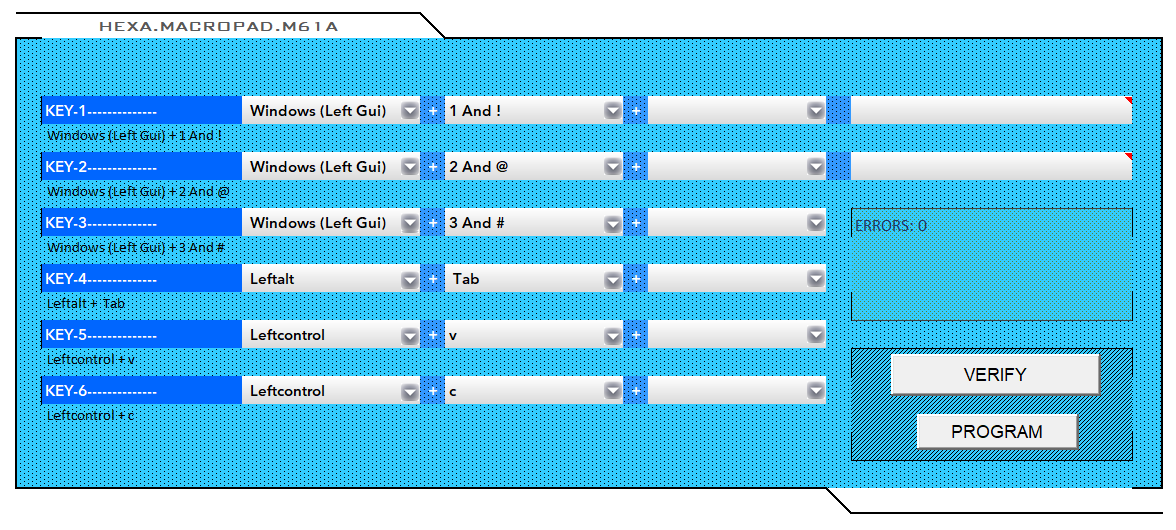 HEXA.MACROPAD.M61A
KEY-1------------- Windows (Left Gui) + 1 And ! +
Windows (Left Gui) + 1 And !
KEY-2------------- Windows (Left Gui) + 2 And @ +
Windows (Left Gui) + 2 And @
KEY-3------------- Windows (Left Gui) + 3 And # +
Windows (Left Gui) + 3 And #
ERRORS: 0
KEY-4------------- Leftalt + Tab +
Leftalt + Tab
KEY-5------------- Leftcontrol + v +
Leftcontrol + v
KEY-6------------- Leftcontrol + c +
Leftcontrol + c
VERIFY
PROGRAM